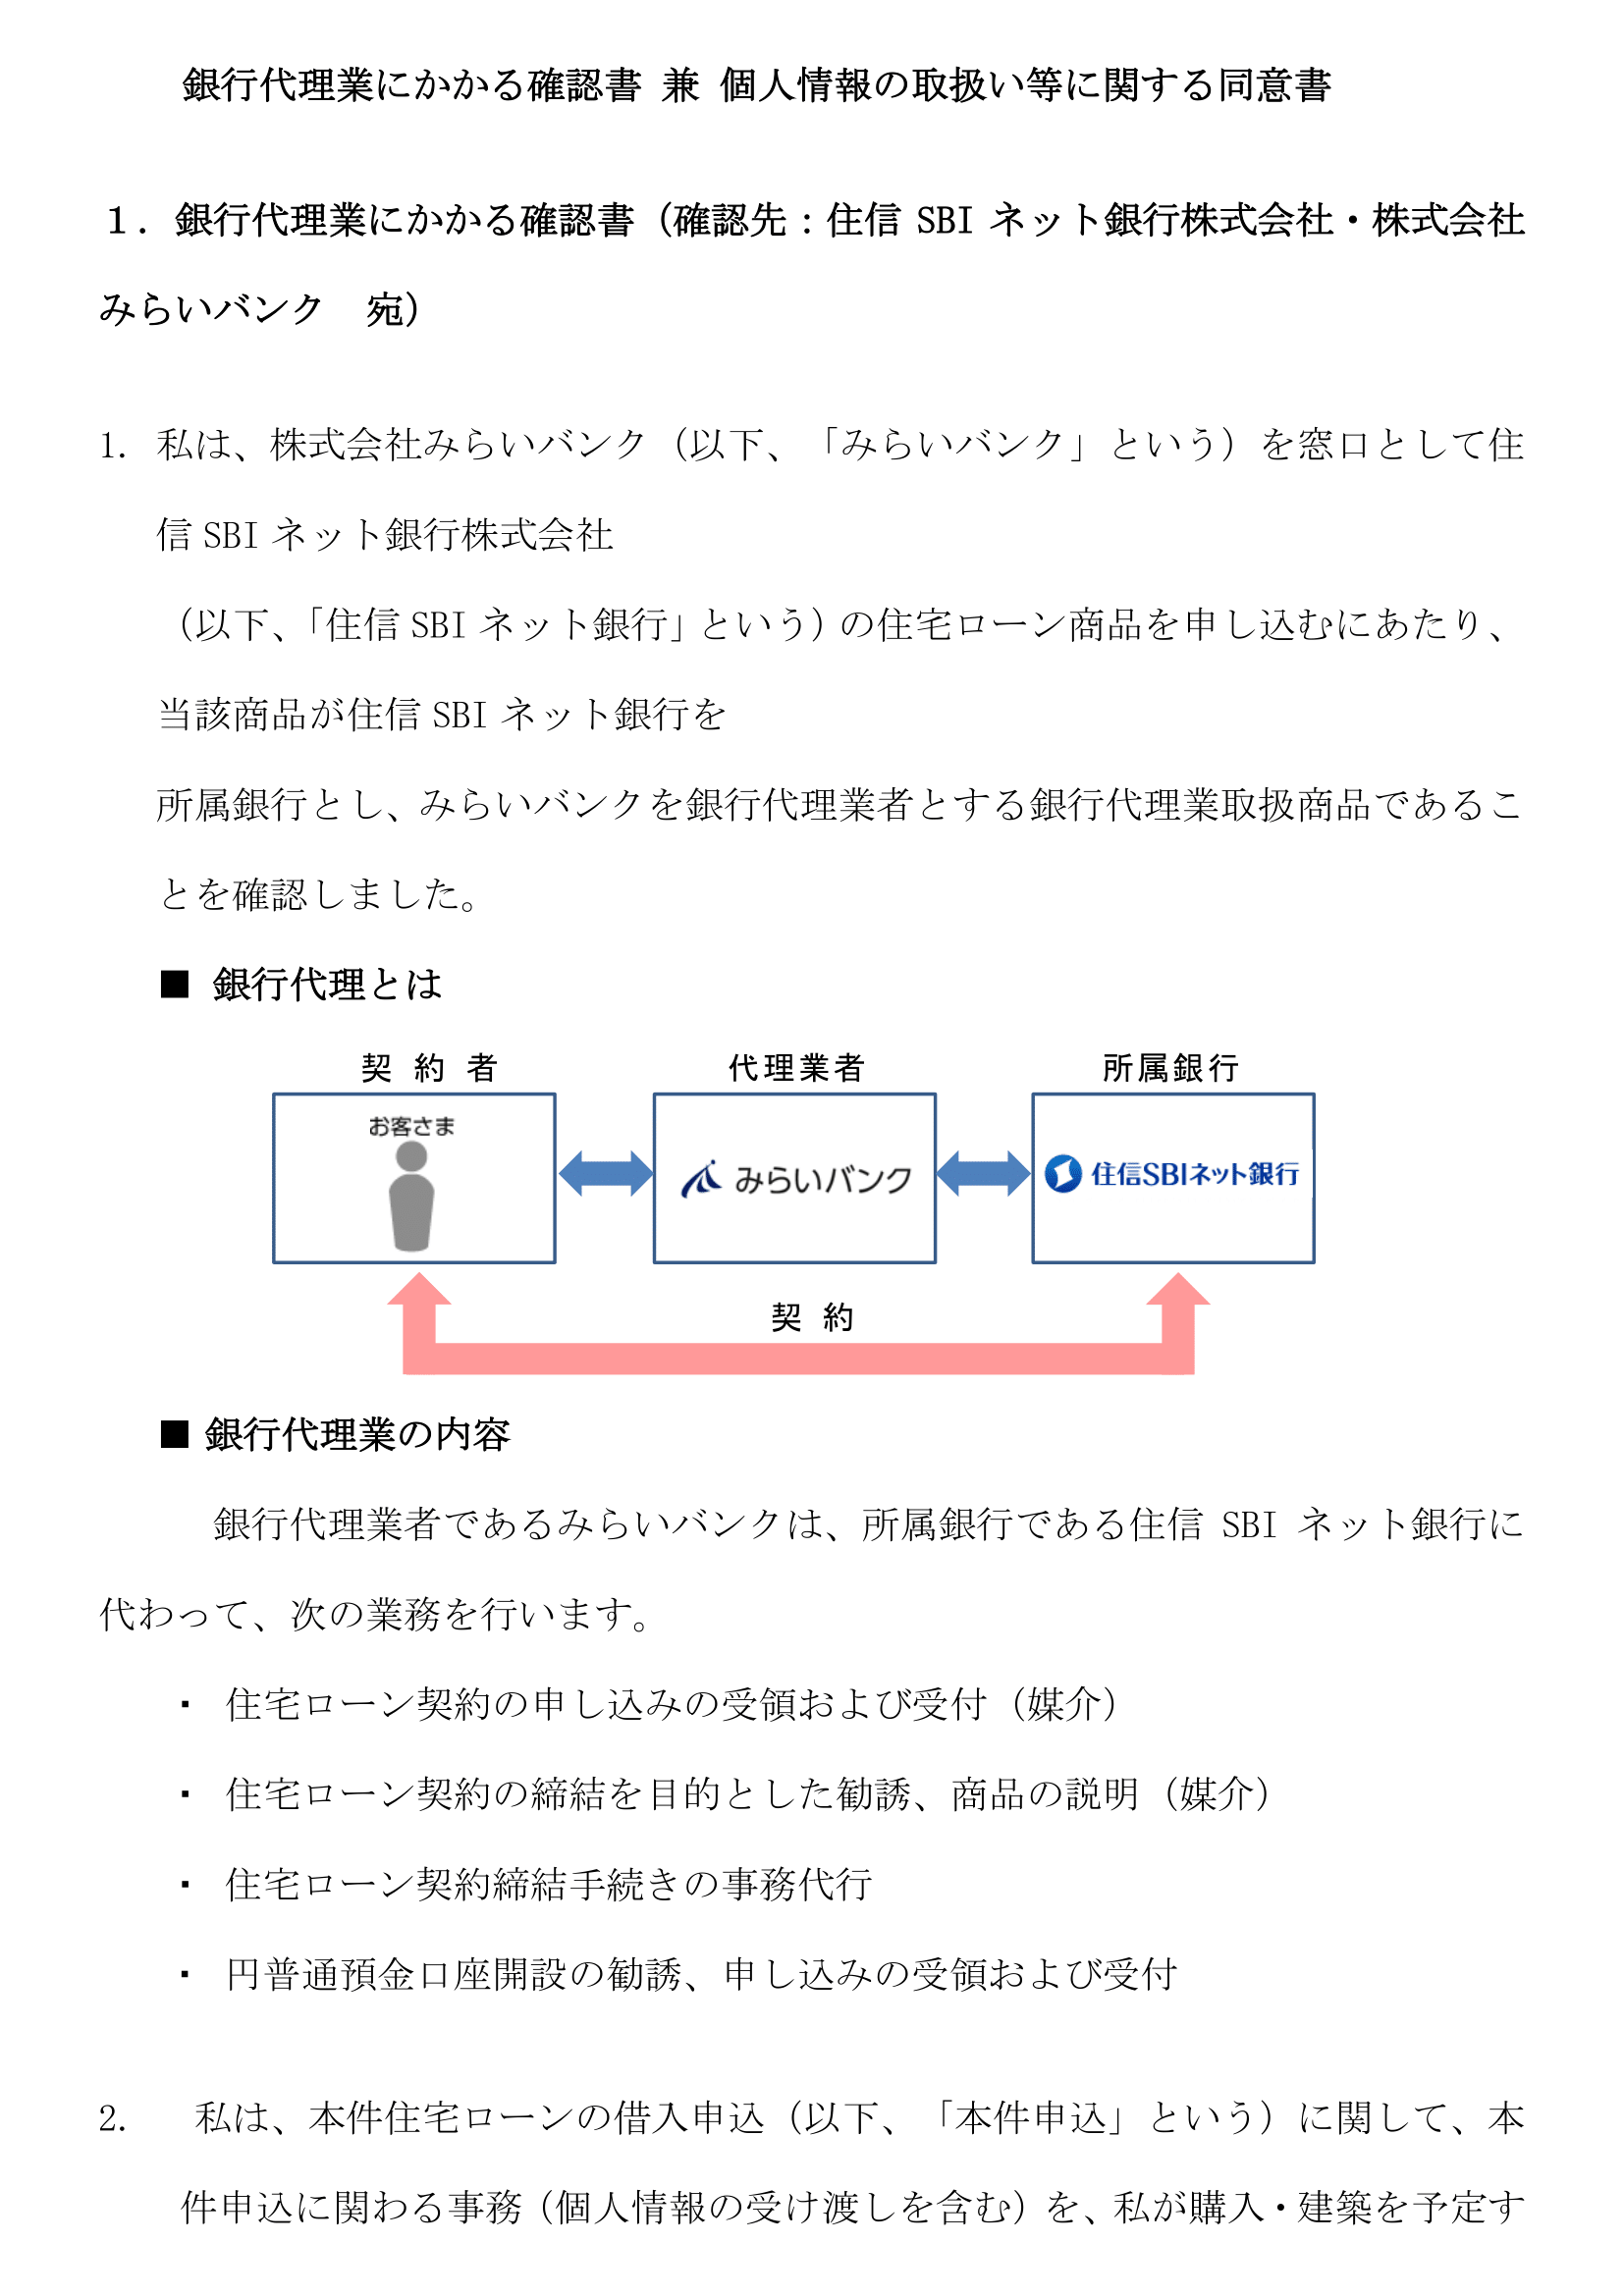 銀行代理業にかかる確認書 兼 個人情報の取扱い等に関する同意書
１．銀行代理業にかかる確認書（確認先：住信 SBI ネット銀行株式会社・株式会社
みらいバンク　宛）
1. 私は、株式会社みらいバンク（以下、「みらいバンク」という）を窓口として住
信 SBI ネット銀行株式会社
（以下、「住信 SBI ネット銀行」という）の住宅ローン商品を申し込むにあたり、
当該商品が住信 SBI ネット銀行を
所属銀行とし、みらいバンクを銀行代理業者とする銀行代理業取扱商品であるこ
とを確認しました。
■ 銀行代理とは
契 約 者 代理業者 所属銀行
お客さま
みらいバンク 住信SBIネット銀行
契 約
■ 銀行代理業の内容
銀行代理業者であるみらいバンクは、所属銀行である住信 SBI ネット銀行に
代わって、次の業務を行います。
・ 住宅ローン契約の申し込みの受領および受付（媒介）
・ 住宅ローン契約の締結を目的とした勧誘、商品の説明（媒介）
・ 住宅ローン契約締結手続きの事務代行
・ 円普通預金口座開設の勧誘、申し込みの受領および受付
2. 私は、本件住宅ローンの借入申込（以下、「本件申込」という）に関して、本
件申込に関わる事務（個人情報の受け渡しを含む）を、私が購入・建築を予定す